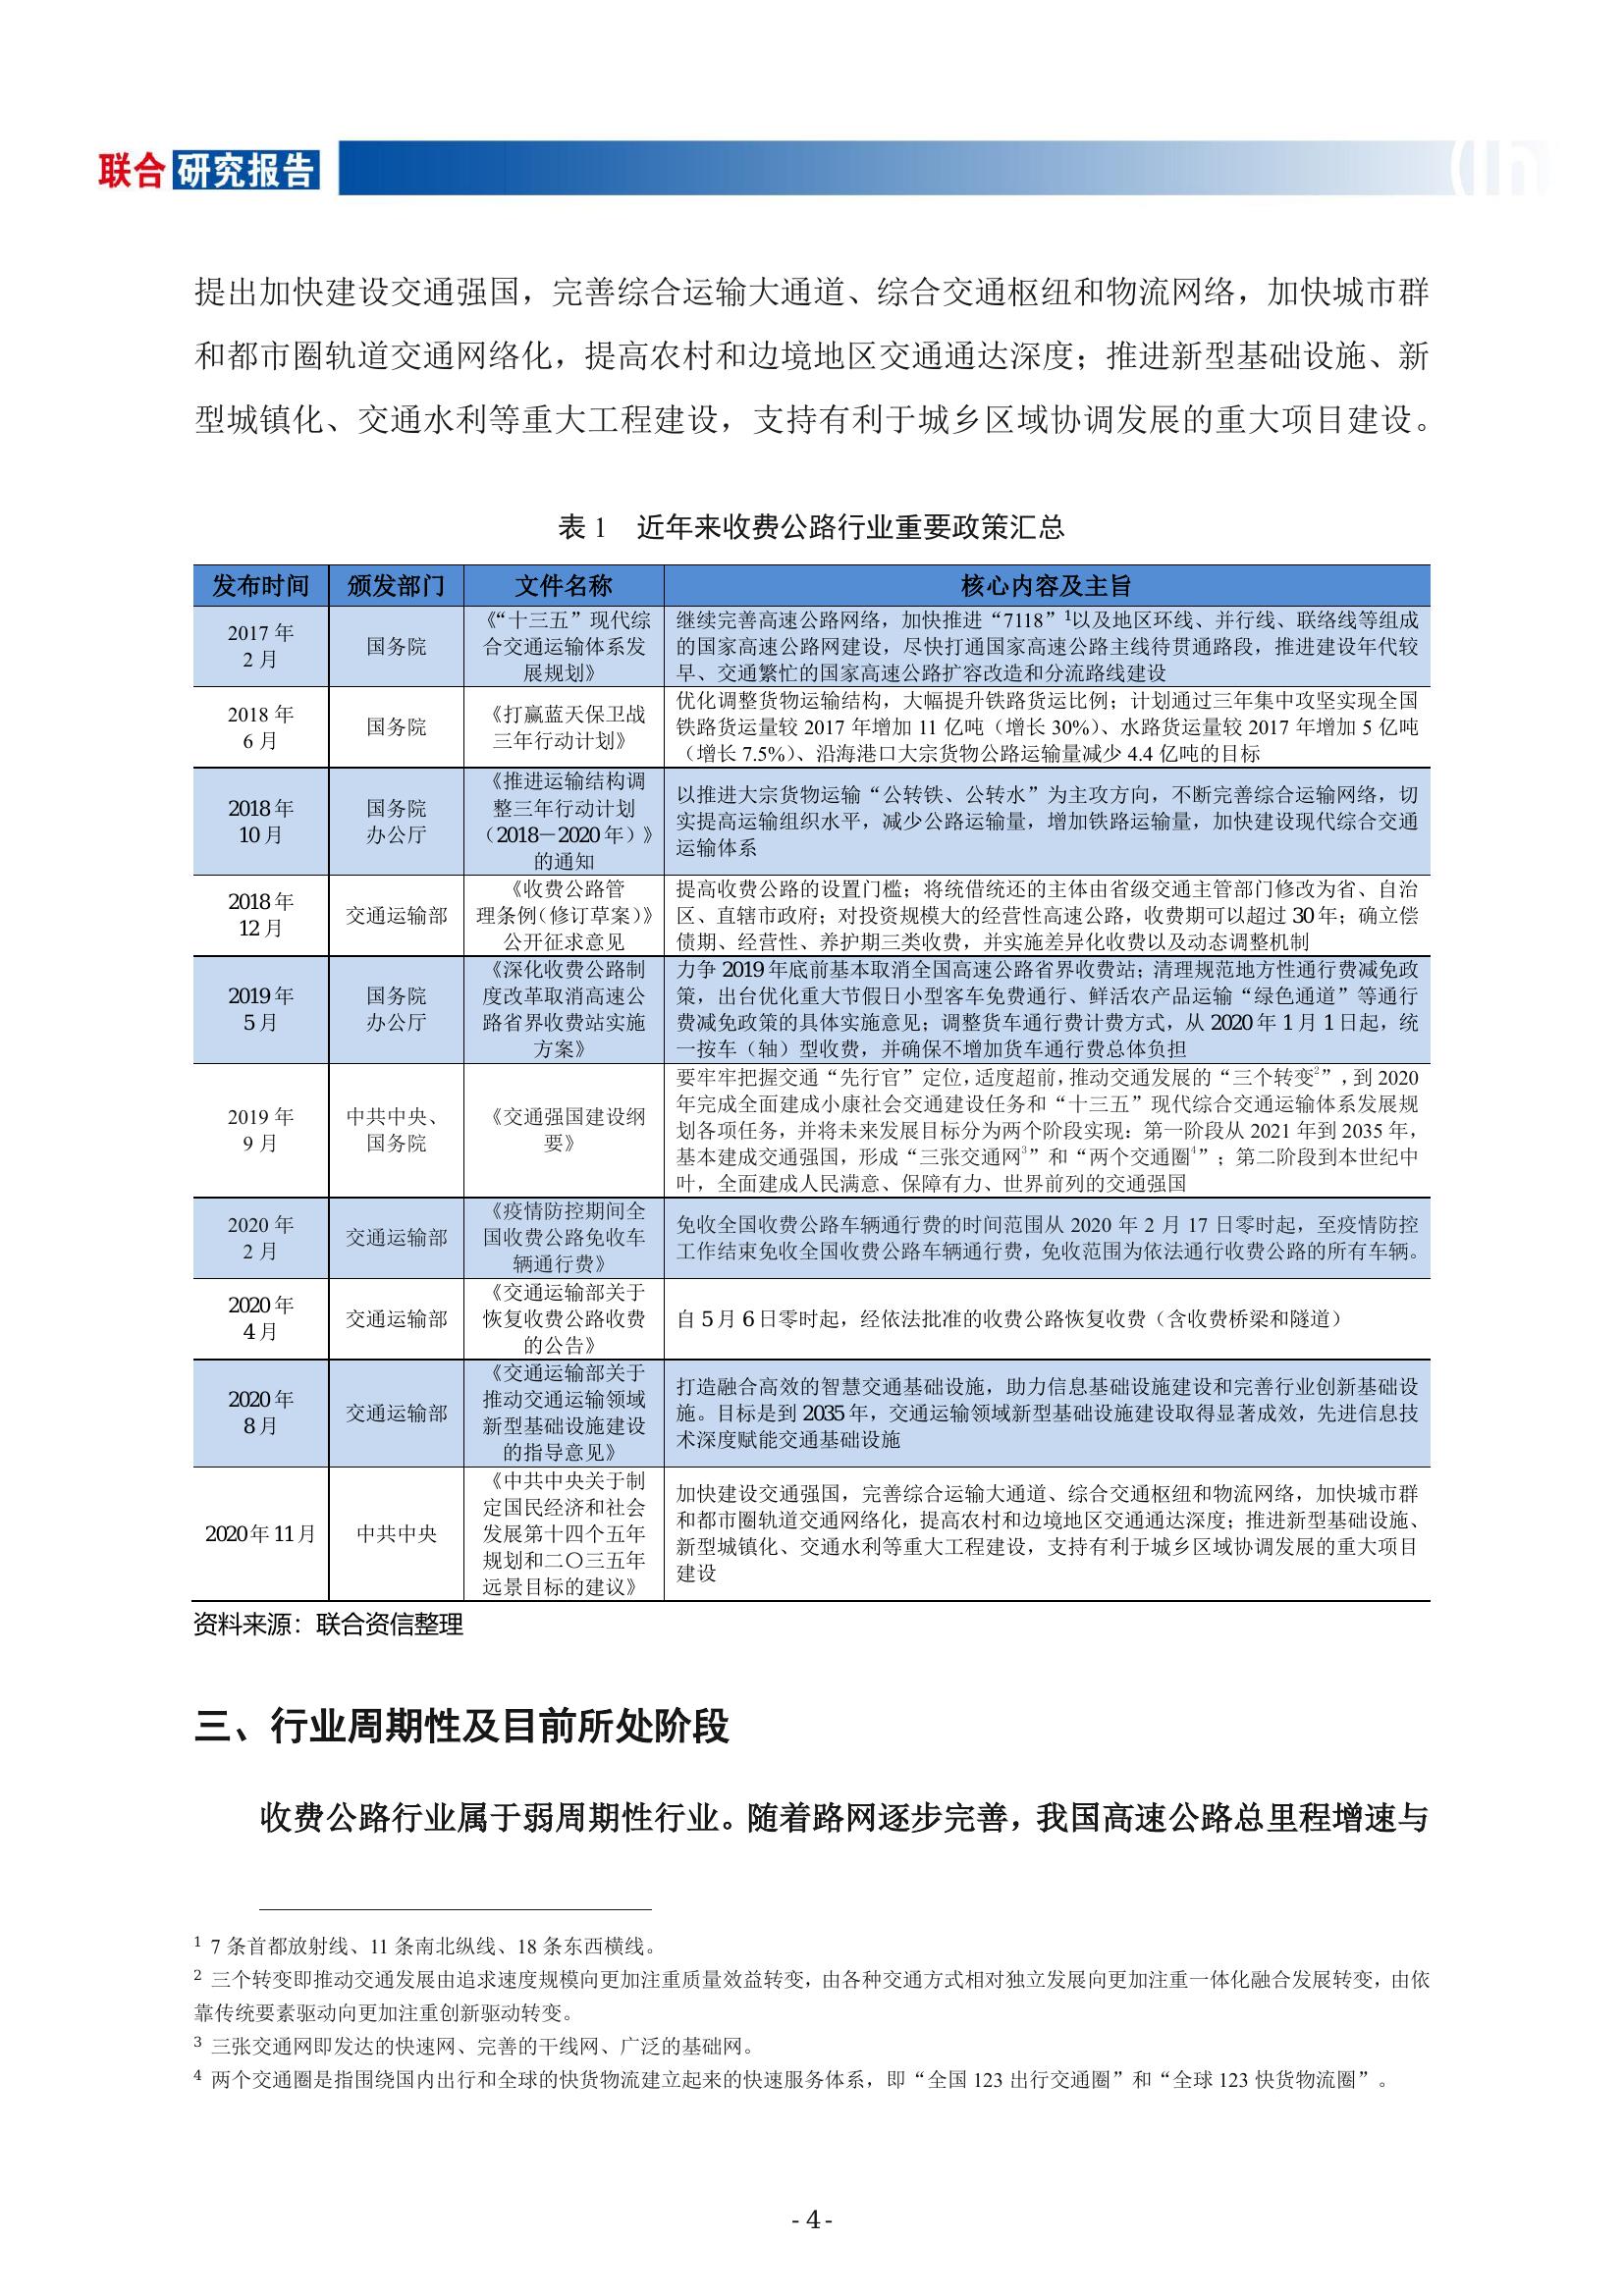 联合 研究报告
提出加快建设交通强国，完善综合运输大通道、综合交通枢纽和物流网络，加快城市群
和都市圈轨道交通网络化，提高农村和边境地区交通通达深度；推进新型基础设施、新
型城镇化、交通水利等重大工程建设，支持有利于城乡区域协调发展的重大项目建设。
表 1 近年来收费公路行业重要政策汇总
发布时间 颁发部门 文件名称 核心内容及主旨
2017 年
2 月
国务院
《“十三五”现代综
合交通运输体系发
展规划》
继续完善高速公路网络，加快推进“7118”1以及地区环线、并行线、联络线等组成
的国家高速公路网建设，尽快打通国家高速公路主线待贯通路段，推进建设年代较
早、交通繁忙的国家高速公路扩容改造和分流路线建设
2018 年
6 月
国务院
《打赢蓝天保卫战
三年行动计划》
优化调整货物运输结构，大幅提升铁路货运比例；计划通过三年集中攻坚实现全国
铁路货运量较 2017 年增加 11 亿吨（增长 30%）、水路货运量较 2017 年增加 5 亿吨
（增长 7.5%）、沿海港口大宗货物公路运输量减少 4.4 亿吨的目标
2018 年
10 月
国务院
办公厅
《推进运输结构调
整三年行动计划
（2018－2020 年）》
的通知
以推进大宗货物运输“公转铁、公转水”为主攻方向，不断完善综合运输网络，切
实提高运输组织水平，减少公路运输量，增加铁路运输量，加快建设现代综合交通
运输体系
2018 年
12 月
交通运输部
《收费公路管
理条例（修订草案）》
公开征求意见
提高收费公路的设置门槛；将统借统还的主体由省级交通主管部门修改为省、自治
区、直辖市政府；对投资规模大的经营性高速公路，收费期可以超过 30 年；确立偿
债期、经营性、养护期三类收费，并实施差异化收费以及动态调整机制
2019 年
5 月
国务院
办公厅
《深化收费公路制
度改革取消高速公
路省界收费站实施
方案》
力争 2019 年底前基本取消全国高速公路省界收费站；清理规范地方性通行费减免政
策，出台优化重大节假日小型客车免费通行、鲜活农产品运输“绿色通道”等通行
费减免政策的具体实施意见；调整货车通行费计费方式，从 2020 年 1 月 1 日起，统
一按车（轴）型收费，并确保不增加货车通行费总体负担
2019 年
9 月
中共中央、
国务院
《交通强国建设纲
要》
要牢牢把握交通“先行官”定位，适度超前，推动交通发展的“三个转变2”，到 2020
年完成全面建成小康社会交通建设任务和“十三五”现代综合交通运输体系发展规
划各项任务，并将未来发展目标分为两个阶段实现：第一阶段从 2021 年到 2035 年，
基本建成交通强国，形成“三张交通网3”和“两个交通圈4”；第二阶段到本世纪中
叶，全面建成人民满意、保障有力、世界前列的交通强国
2020 年
2 月
交通运输部
《疫情防控期间全
国收费公路免收车
辆通行费》
免收全国收费公路车辆通行费的时间范围从 2020 年 2 月 17 日零时起，至疫情防控
工作结束免收全国收费公路车辆通行费，免收范围为依法通行收费公路的所有车辆。
2020 年
4 月
交通运输部
《交通运输部关于
恢复收费公路收费
的公告》
自 5 月 6 日零时起，经依法批准的收费公路恢复收费（含收费桥梁和隧道）
2020 年
8 月
交通运输部
《交通运输部关于
推动交通运输领域
新型基础设施建设
的指导意见》
打造融合高效的智慧交通基础设施，助力信息基础设施建设和完善行业创新基础设
施。目标是到 2035 年，交通运输领域新型基础设施建设取得显著成效，先进信息技
术深度赋能交通基础设施
2020 年 11 月
中共中央
《中共中央关于制
定国民经济和社会
发展第十四个五年
规划和二〇三五年
远景目标的建议》
加快建设交通强国，完善综合运输大通道、综合交通枢纽和物流网络，加快城市群
和都市圈轨道交通网络化，提高农村和边境地区交通通达深度；推进新型基础设施、
新型城镇化、交通水利等重大工程建设，支持有利于城乡区域协调发展的重大项目
建设
资料来源：联合资信整理
三、行业周期性及目前所处阶段
收费公路行业属于弱周期性行业。随着路网逐步完善，我国高速公路总里程增速与
1 7 条首都放射线、11 条南北纵线、18 条东西横线。
2 三个转变即推动交通发展由追求速度规模向更加注重质量效益转变，由各种交通方式相对独立发展向更加注重一体化融合发展转变，由依
靠传统要素驱动向更加注重创新驱动转变。
3 三张交通网即发达的快速网、完善的干线网、广泛的基础网。
4 两个交通圈是指围绕国内出行和全球的快货物流建立起来的快速服务体系，即“全国 123 出行交通圈”和“全球 123 快货物流圈”。
- 4 -